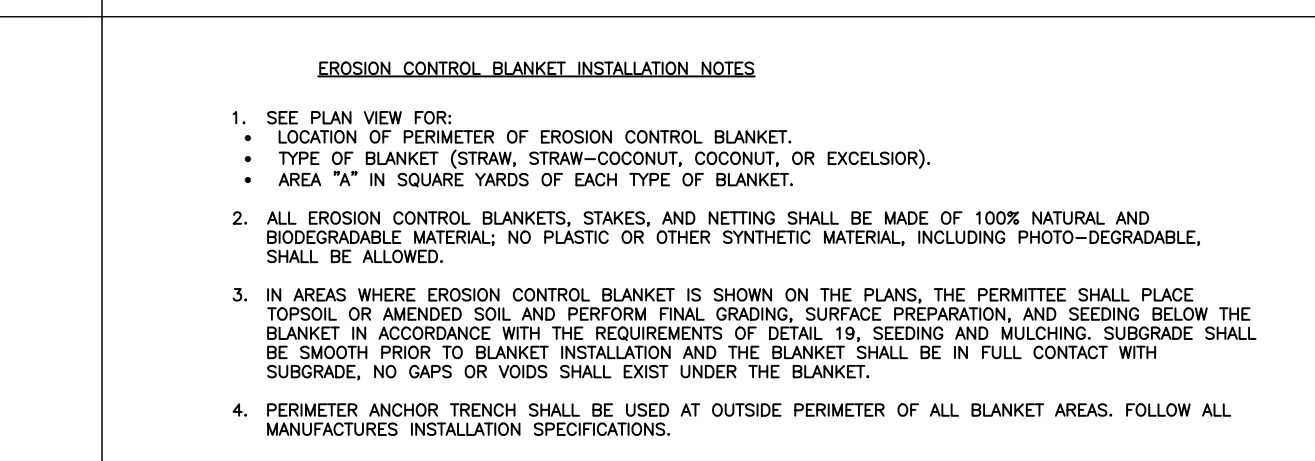 EROSION CONTROL BLANKET INSTALLATION NOTES
1. SEE PLAN VIEW FOR:
• LOCATION OF PERIMETER OF EROSION CONTROL BLANKET.
• TYPE OF BLANKET (STRAW, STRAW-COCONUT, COCONUT, OR EXCELSIOR).
• AREA "A" IN SQUARE YARDS OF EACH TYPE OF BLANKET.
2. ALL EROSION CONTROL BLANKETS, STAKES, AND NETTING SHALL BE MADE OF 100% NATURAL AND
BIODEGRADABLE MATERIAL; NO PLASTIC OR OTHER SYNTHETIC MATERIAL, INCLUDING PHOTO-DEGRADABLE,
SHALL BE ALLOWED.
3. IN AREAS WHERE EROSION CONTROL BLANKET IS SHOWN ON THE PLANS, THE PERMITTEE SHALL PLACE
TOPSOIL OR AMENDED SOIL AND PERFORM FINAL GRADING, SURFACE PREPARATION, AND SEEDING BELOW THE
BLANKET IN ACCORDANCE WITH THE REQUIREMENTS OF DETAIL 19, SEEDING AND MULCHING. SUBGRADE SHALL
BE SMOOTH PRIOR TO BLANKET INSTALLATION AND THE BLANKET SHALL BE IN FULL CONTACT WITH
SUBGRADE, NO GAPS OR VOIDS SHALL EXIST UNDER THE BLANKET.
4. PERIMETER ANCHOR TRENCH SHALL BE USED AT OUTSIDE PERIMETER OF ALL BLANKET AREAS. FOLLOW ALL
MANUFACTURES INSTALLATION SPECIFICATIONS.